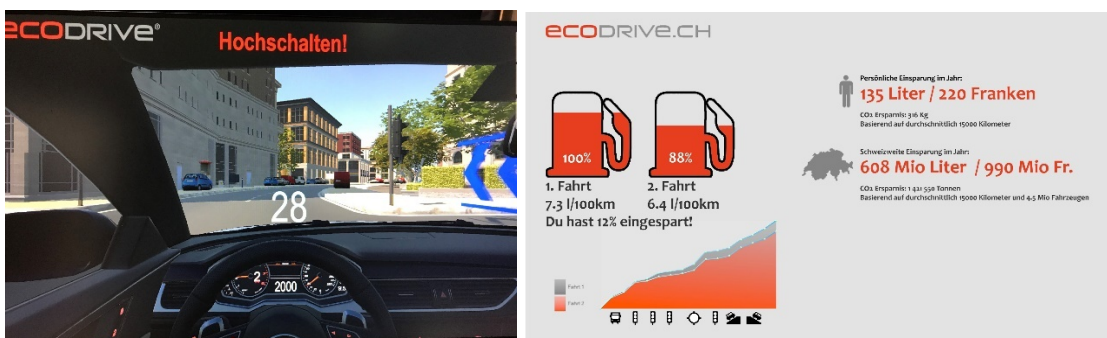 ecoDRIVE®
Hochschalten!
28
2
2000
ecoDRIVE.CH
100%
88%
1. Fahrt
2. Fahrt
7.3 l/100km
6.4 l/100km
Du hast 12% eingespart!
Fahrt 1
Fahrt 2
Persönliche Einsparung im Jahr:
135 Liter / 220 Franken
CO2 Ersparnis: 316 Kg
Basierend auf durchschnittlich 15000 Kilometer
Schweizweite Einsparung im Jahr:
608 Mio Liter / 990 Mio Fr.
CO2 Ersparnis: 1 421 550 Tonnen
Basierend auf durchschnittlich 15000 Kilometer und 4.5 Mio Fahrzeugen